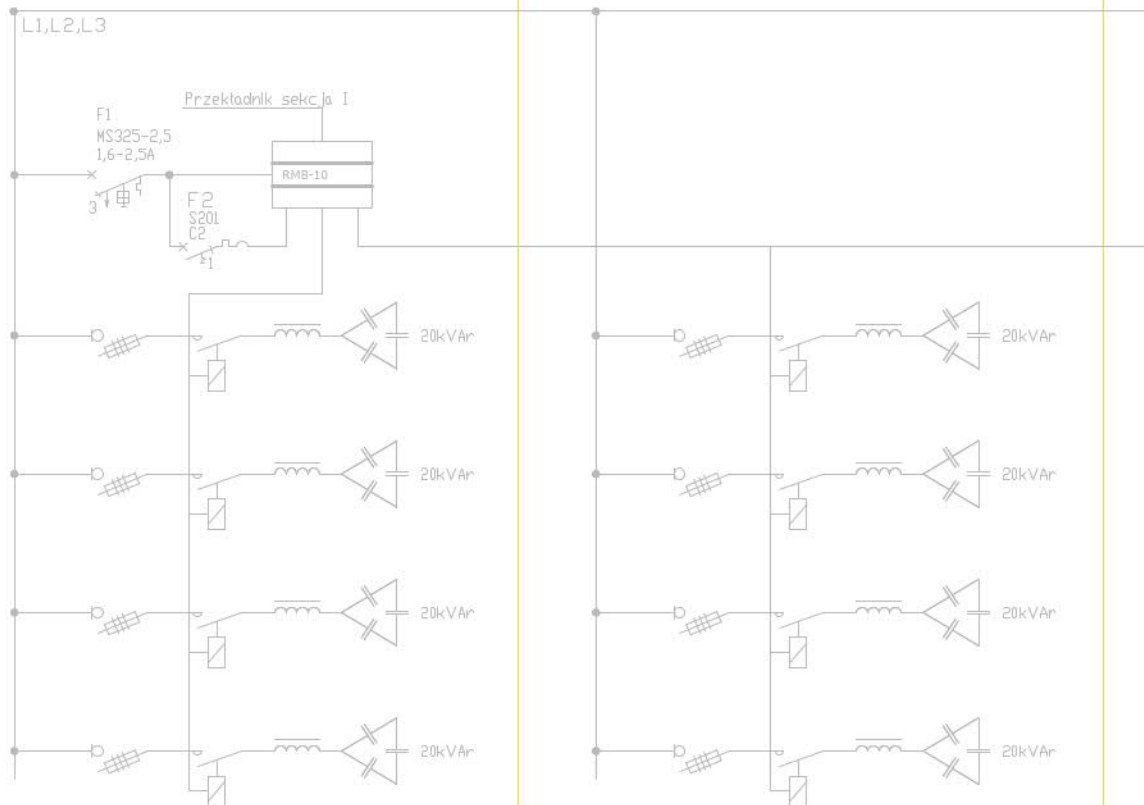 L1,L2,L3
Przekładnik sekcja I
F1
MS325-2,5
1,6-2,5A
RMB-10
3
F2
S201
C2
1
20kVAr
20kVAr
20kVAr
20kVAr
20kVAr
20kVAr
20kVAr
20kVAr